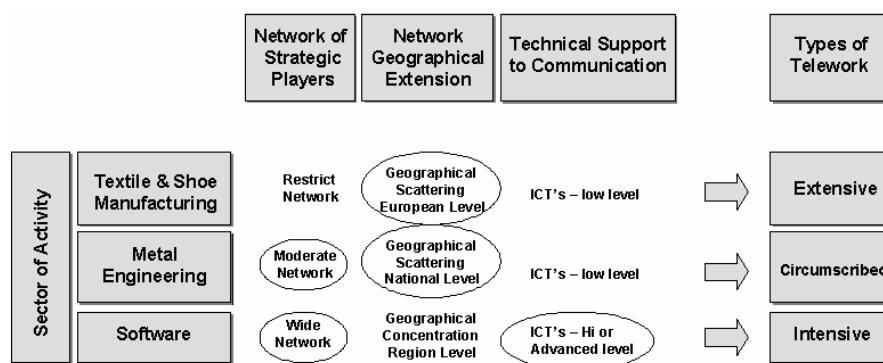 Network of
Strategic
Players
Network
Geographical
Extension
Technical Support
to Communication
Types of
Telework
Sector of Activity
Textile & Shoe
Manufacturing
Restrict
Network
Geographical
Scattering
European Level
ICT's – low level
Extensive
Metal
Engineering
Moderate
Network
Geographical
Scattering
National Level
ICT's – low level
Circumscribed
Software
Wide
Network
Geographical
Concentration
Region Level
ICT's – Hi or
Advanced level
Intensive